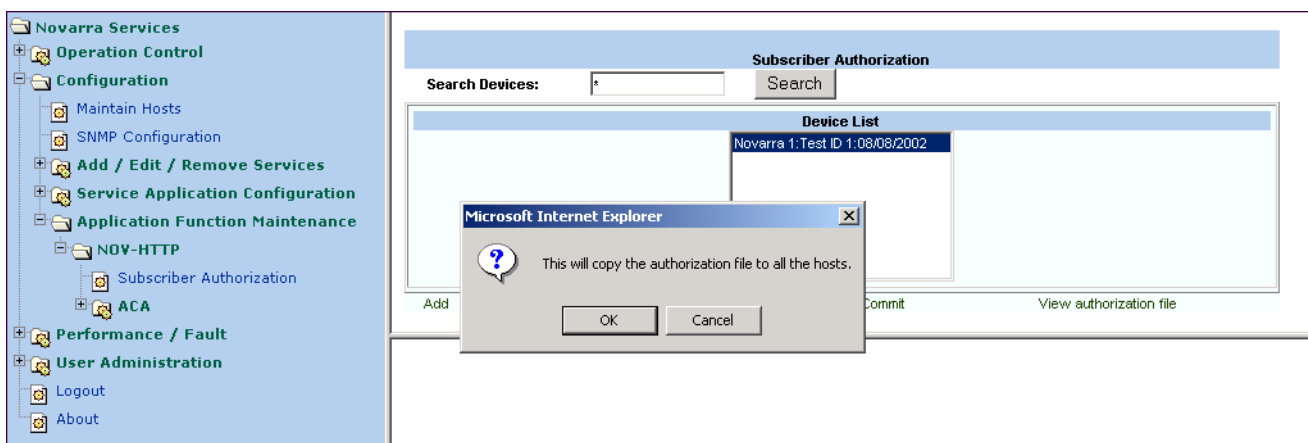 Novarra Services
Operation Control
Configuration
Maintain Hosts
SNMP Configuration
Add / Edit / Remove Services
Service Application Configuration
Application Function Maintenance
NOV-HTTP
Subscriber Authorization
ACA
Performance / Fault
User Administration
Logout
About
Subscriber Authorization
Search Devices: * Search
Device List
Novarra 1:Test ID 1:08/08/2002
Microsoft Internet Explorer
This will copy the authorization file to all the hosts.
OK Cancel
Add Commit View authorization file